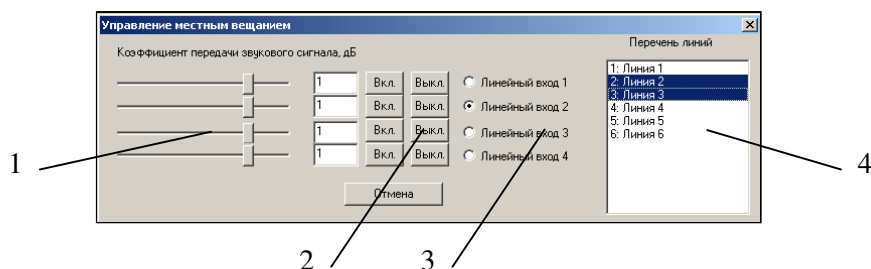 Управление местным вещанием
Коэффициент передачи звукового сигнала, дБ
Перечень линий
1 Вкл. Выкл. Линейный вход 1
1 Вкл. Выкл. Линейный вход 2
1 Вкл. Выкл. Линейный вход 3
1 Вкл. Выкл. Линейный вход 4
1: Линия 1
2: Линия 2
3: Линия 3
4: Линия 4
5: Линия 5
6: Линия 6
Отмена
1
2
3
4